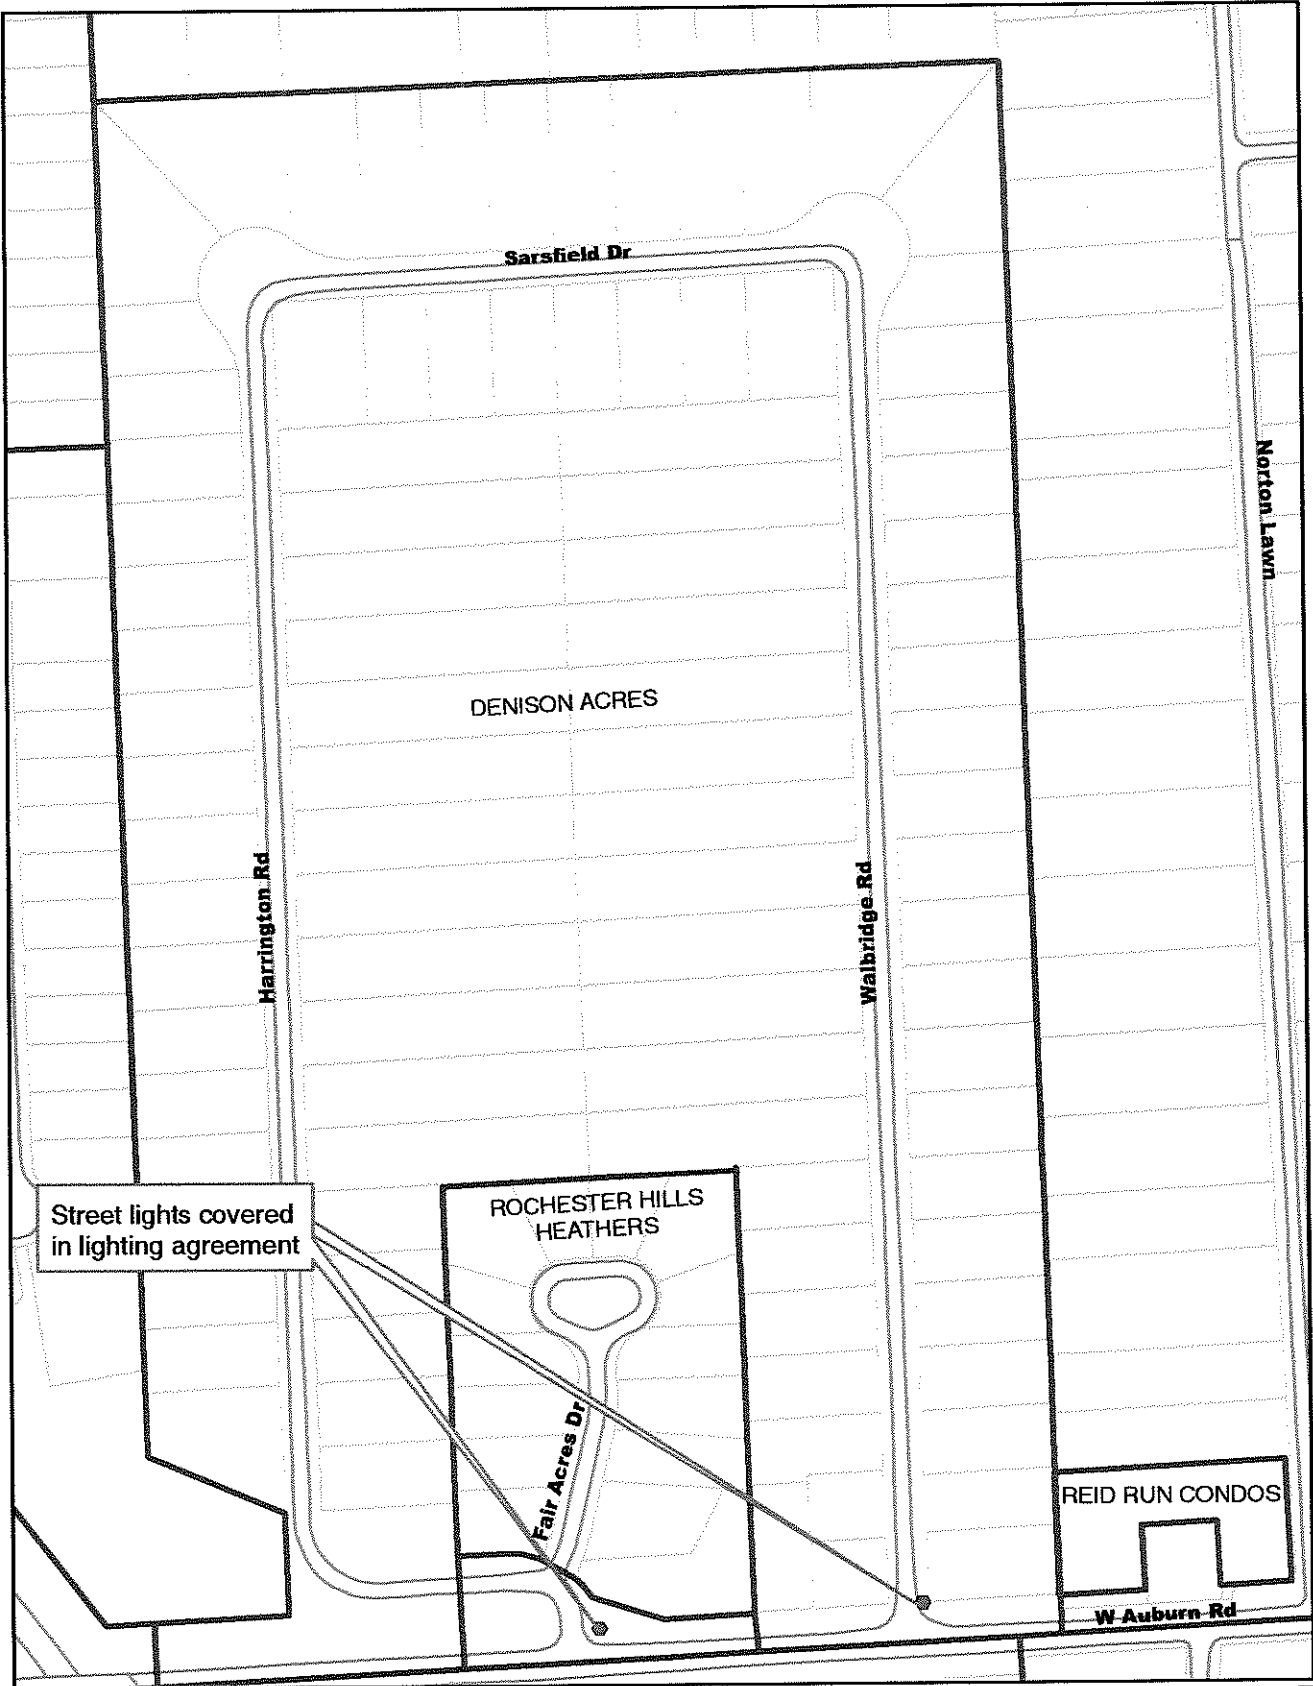 Sarsfield Dr
Norton Lawn
DENISON ACRES
Harrington Rd
Walbridge Rd
ROCHESTER HILLS
HEATHERS
Street lights covered
in lighting agreement
Fair Acres Dr
REID RUN CONDOS
W Auburn Rd